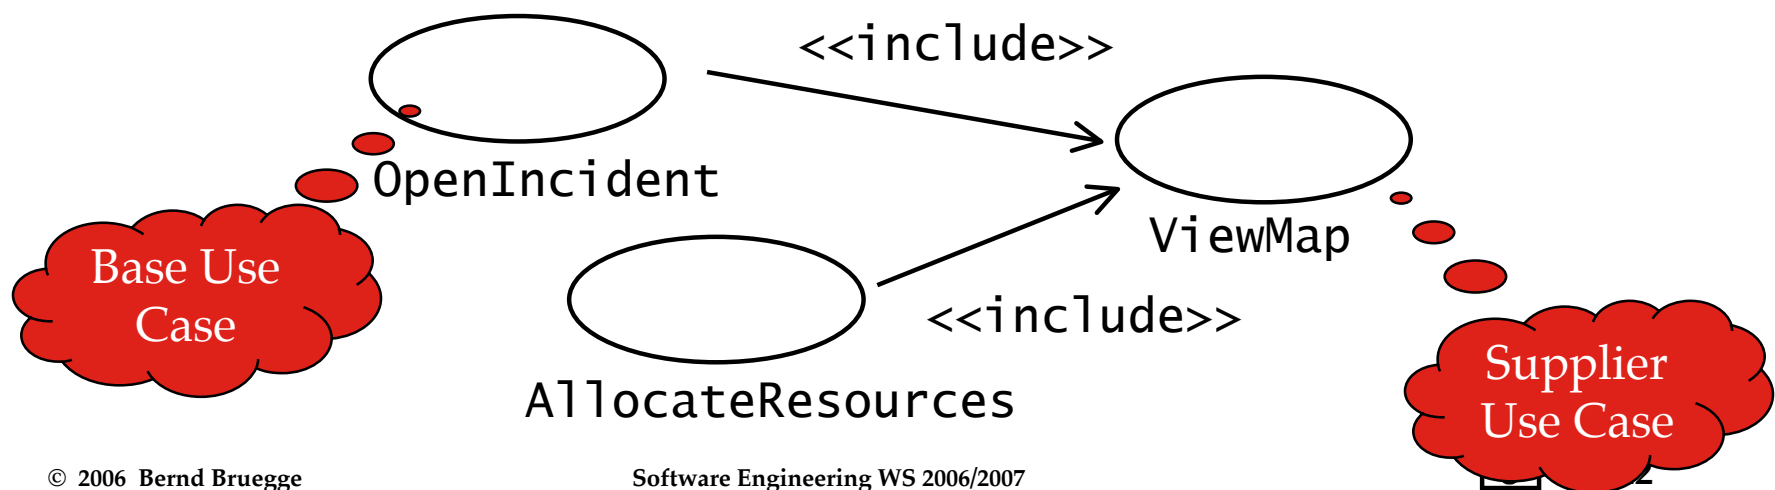 <<include>>
OpenIncident
ViewMap
Base Use
Case
<<include>>
Supplier
Use Case
AllocateResources
© 2006 Bernd Bruegge
Software Engineering WS 2006/2007
2